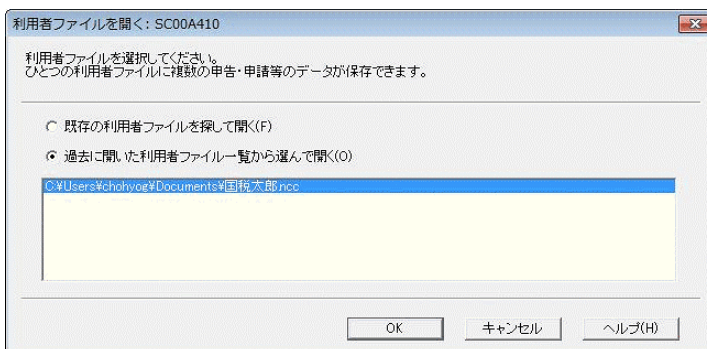 利用者ファイルを開く: SC00A410
利用者ファイルを選択してください。
ひとつの利用者ファイルに複数の申告・申請等のデータが保存できます。
既存の利用者ファイルを探して開く(F)
過去に開いた利用者ファイル一覧から選んで開く(O)
C:¥Users¥chohyog¥Documents¥国税太郎.ncc
OK
キャンセル
ヘルプ(H)